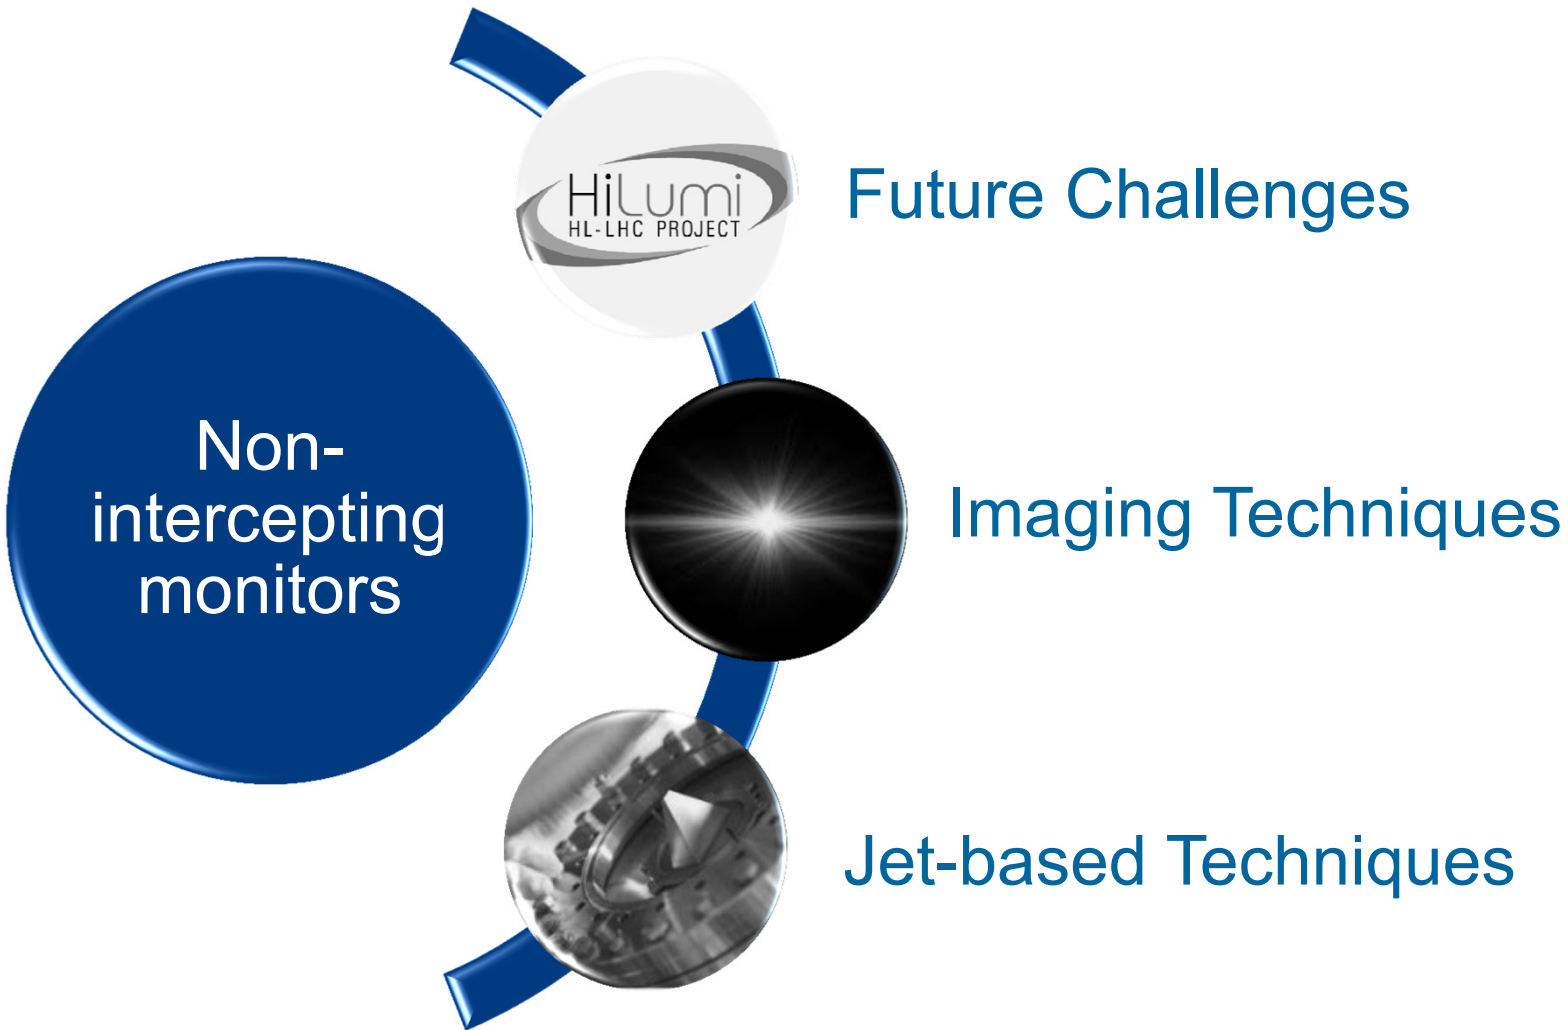 Non-
intercepting
monitors
HiLumi
HL-LHC PROJECT
Future Challenges
Imaging Techniques
Jet-based Techniques